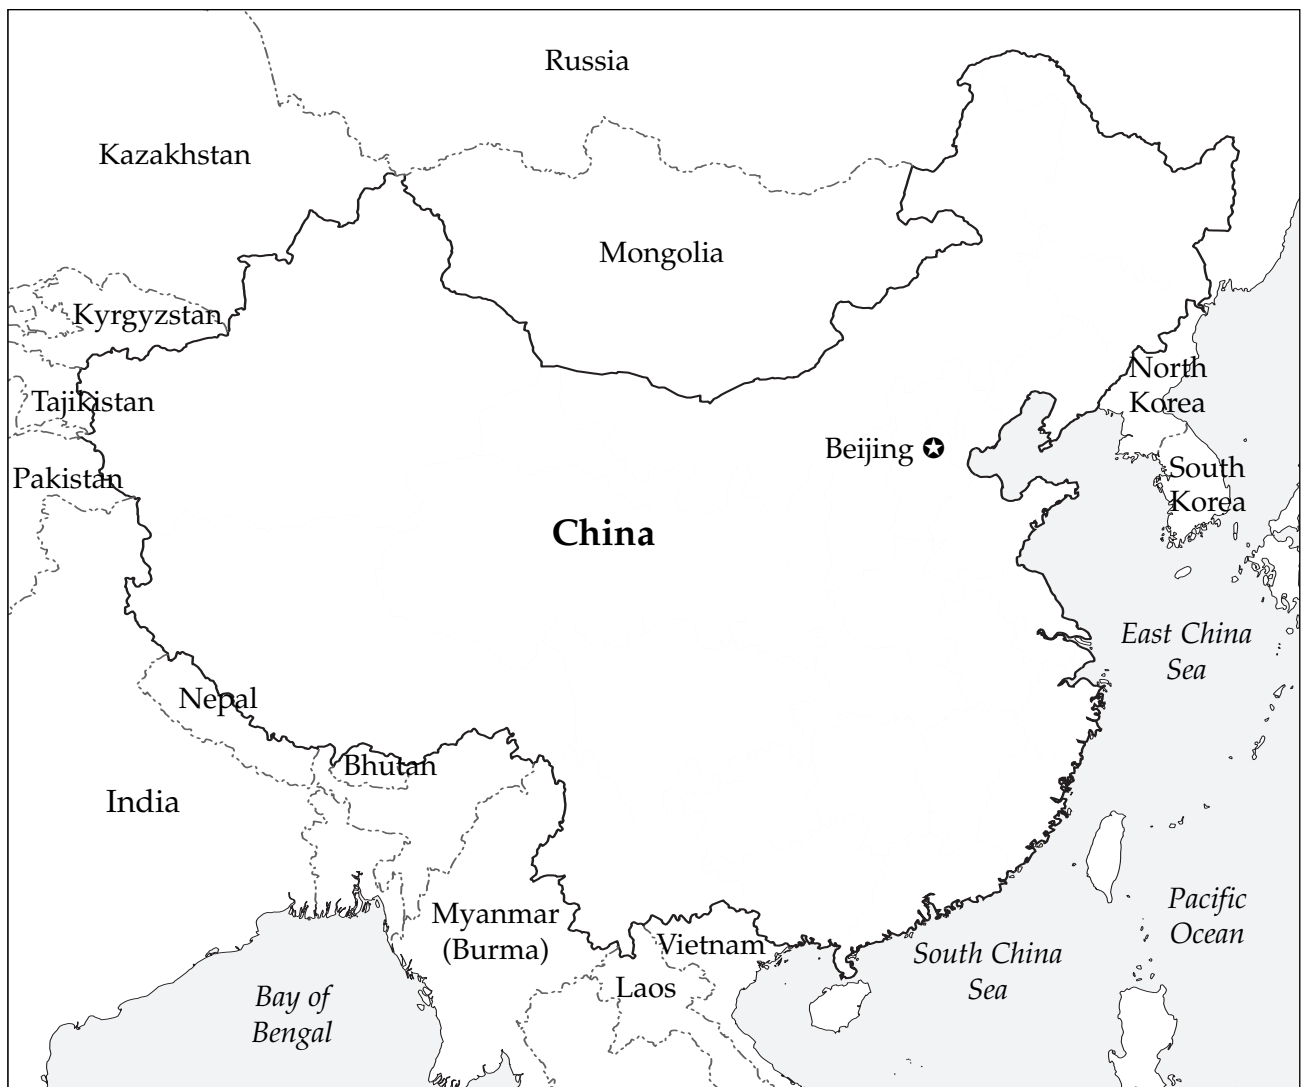 Russia
Kazakhstan
Mongolia
Kyrgyzstan
North
Korea
Tajikistan
Beijing
South
Korea
Pakistan
China
East China
Sea
Nepal
Bhutan
India
Pacific
Ocean
Myanmar
(Burma)
Vietnam
South China
Sea
Laos
Bay of
Bengal